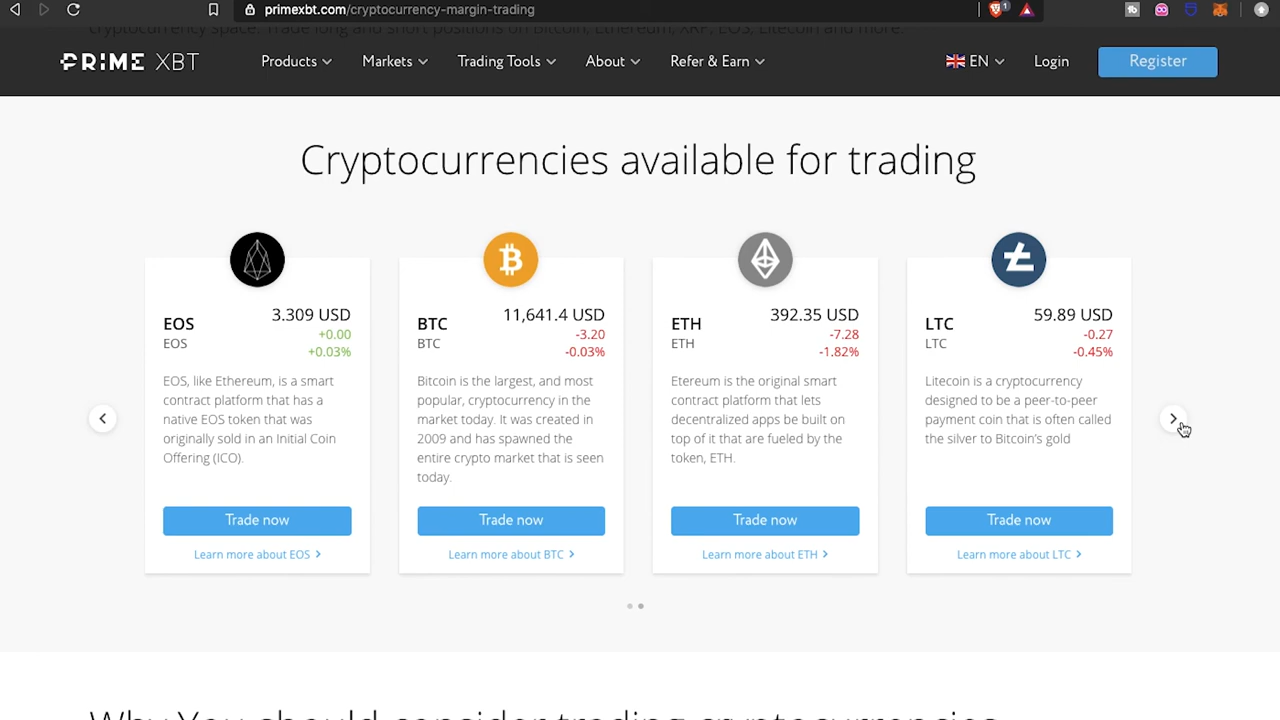 primexbt.com/cryptocurrency-margin-trading
1
cryptocurrency space. Trade long and short positions on Bitcoin, Ethereum, XRP, EOS, Litecoin and more.
PRIME XBT
Products
Markets
Trading Tools
About
Refer & Earn
EN
Login
Register
Cryptocurrencies available for trading
EOS
EOS
3.309 USD
+0.00
+0.03%
EOS, like Ethereum, is a smart
contract platform that has a
native EOS token that was
originally sold in an Initial Coin
Offering (ICO).
Trade now
Learn more about EOS
BTC
BTC
11,641.4 USD
-3.20
-0.03%
Bitcoin is the largest, and most
popular, cryptocurrency in the
market today. It was created in
2009 and has spawned the
entire crypto market that is seen
today.
Trade now
Learn more about BTC
ETH
ETH
392.35 USD
-7.28
-1.82%
Etereum is the original smart
contract platform that lets
decentralized apps be built on
top of it that are fueled by the
token, ETH.
Trade now
Learn more about ETH
LTC
LTC
59.89 USD
-0.27
-0.45%
Litecoin is a cryptocurrency
designed to be a peer-to-peer
payment coin that is often called
the silver to Bitcoin's gold
Trade now
Learn more about LTC
Why You should consider trading cryptocurrencies